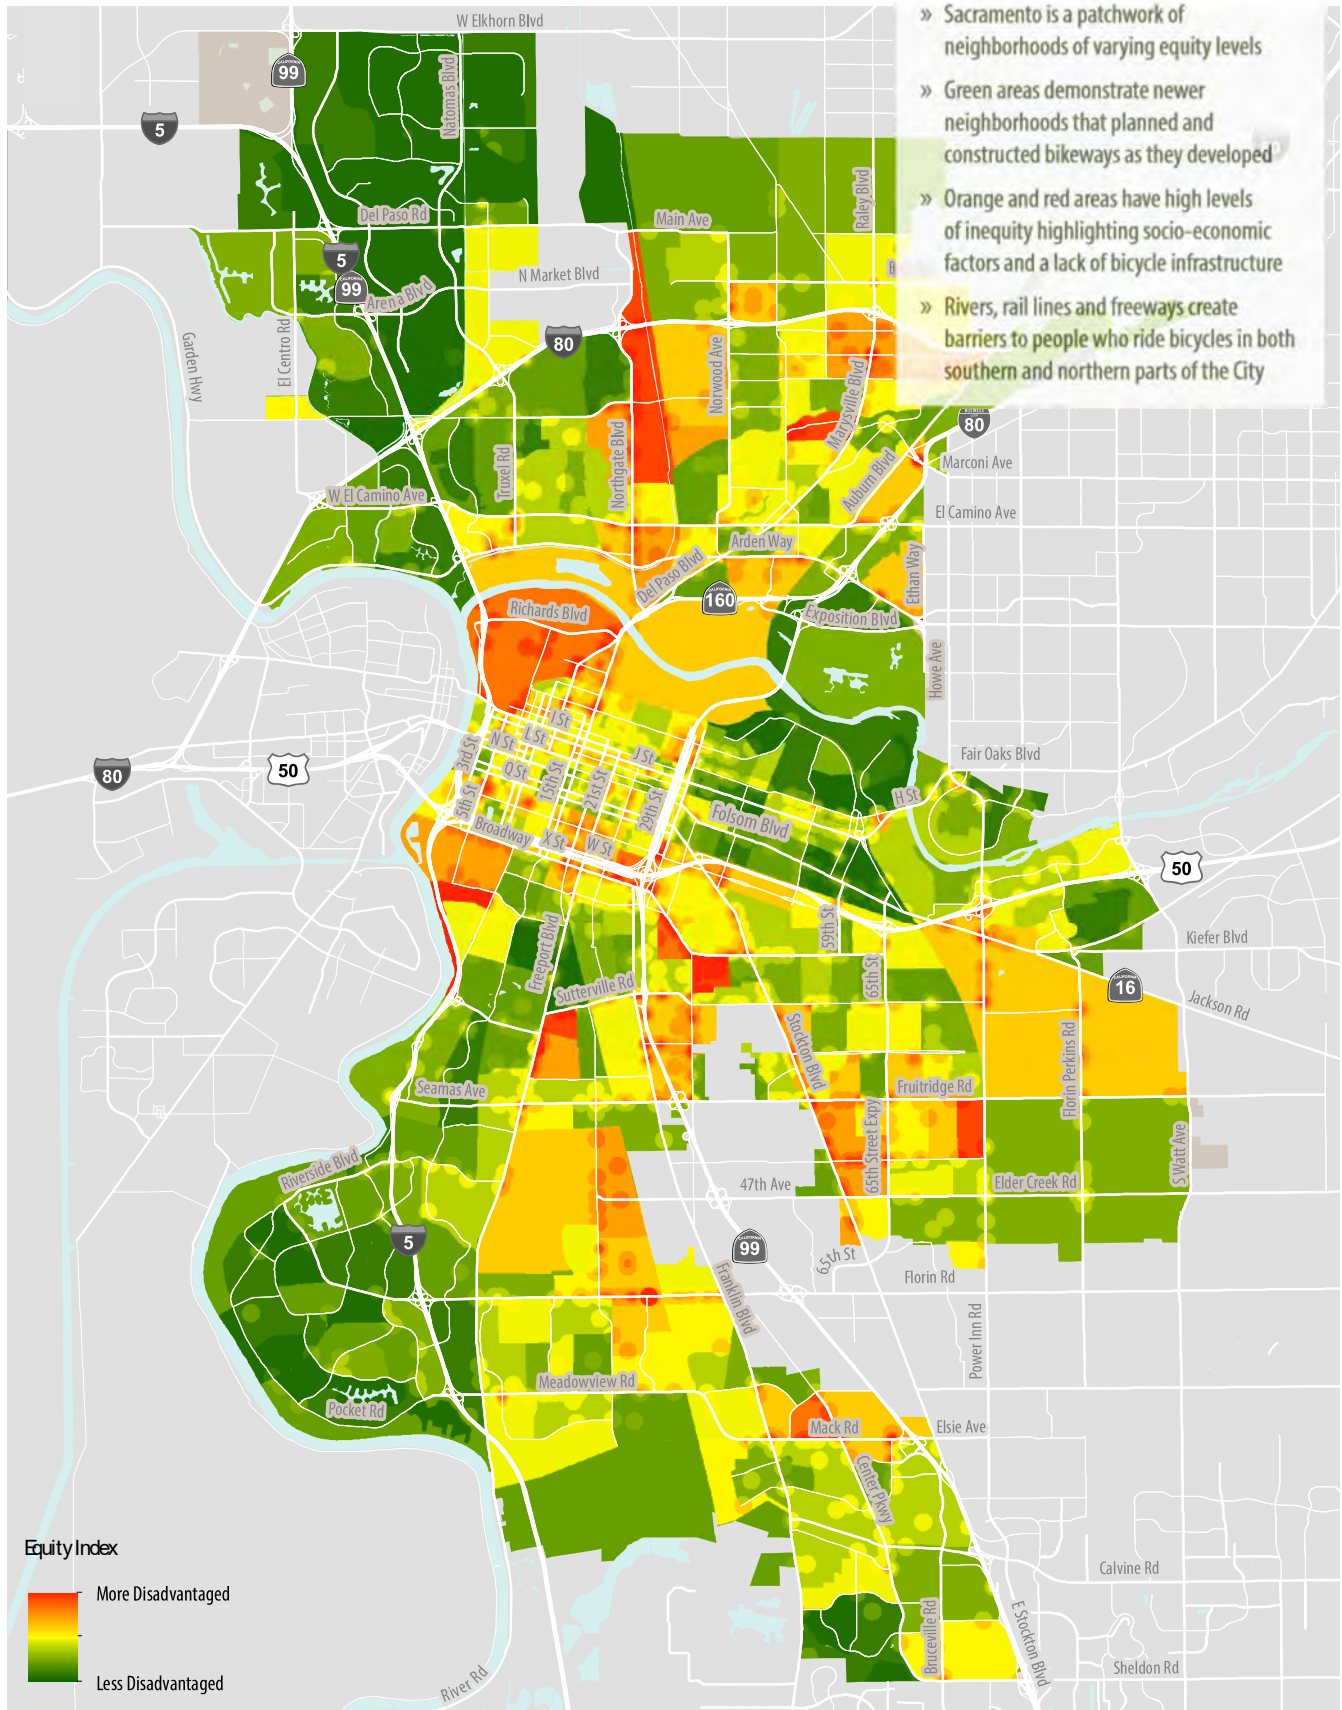 W Elkhorn Blvd
» Sacramento is a patchwork of
neighborhoods of varying equity levels
» Green areas demonstrate newer
neighborhoods that planned and
constructed bikeways as they developed
» Orange and red areas have high levels
of inequity highlighting socio-economic
factors and a lack of bicycle infrastructure
» Rivers, rail lines and freeways create
barriers to people who ride bicycles in both
southern and northern parts of the City
CALIFORNIA
99
Natomas Blvd
5
Raley Blvd
Del Paso Rd
Main Ave
5
CALIFORNIA
99
N Market Blvd
Arena Blvd
80
Garden Hwy
El Centro Rd
Norwood Ave
Marysville Blvd
80
Northgate Blvd
Truxel Rd
Marconi Ave
Auburn Blvd
W El Camino Ave
El Camino Ave
Arden Way
Del Paso Blvd
Ethan Way
CALIFORNIA
160
Richards Blvd
Exposition Blvd
Howe Ave
I St
L St
N St
J St
3rd St
Q St
15th St
21st St
29th St
Fair Oaks Blvd
80
50
5th St
H St
Folsom Blvd
Broadway
X St
W St
50
Freeport Blvd
59th St
Kiefer Blvd
65th St
Sutterville Rd
CALIFORNIA
16
Jackson Rd
Stockton Blvd
Florin Perkins Rd
Seamas Ave
Fruitridge Rd
65th Street Expy
S Watt Ave
Riverside Blvd
47th Ave
Elder Creek Rd
5
CALIFORNIA
99
65th St
Florin Rd
Franklin Blvd
Power Inn Rd
Meadowview Rd
Pocket Rd
Mack Rd
Elsie Ave
Center Pkwy
Equity Index
More Disadvantaged
Less Disadvantaged
Calvine Rd
Bruceville Rd
E Stockton Blvd
Sheldon Rd
River Rd